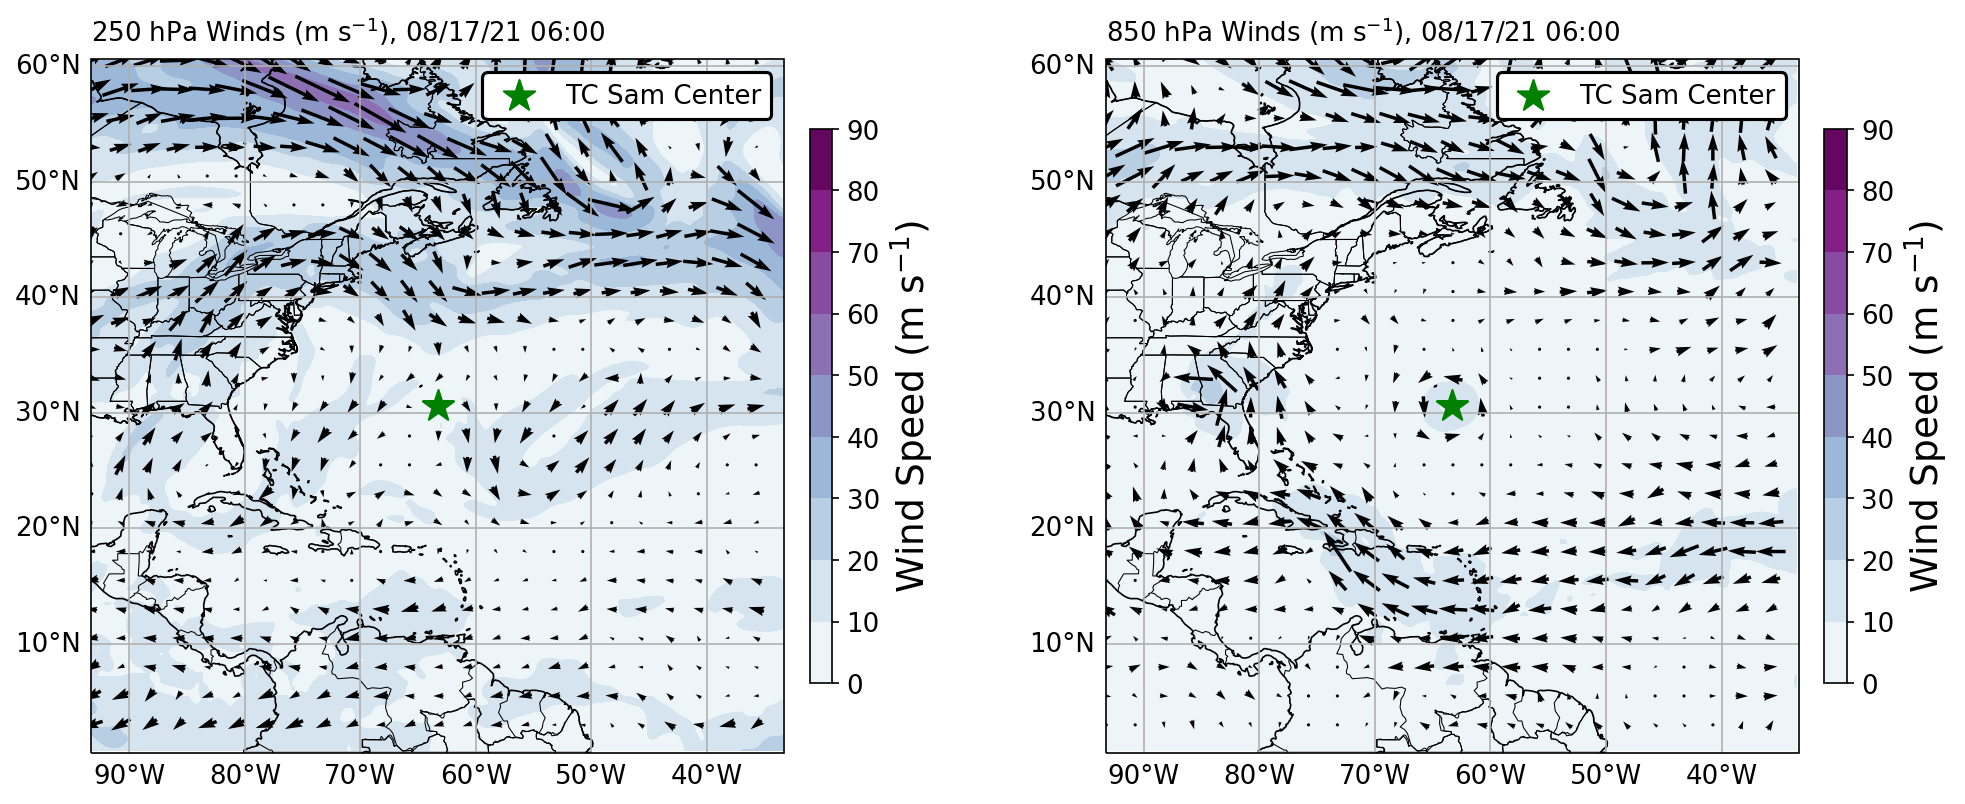 250 hPa Winds (m s⁻¹), 08/17/21 06:00
TC Sam Center
60°N
50°N
40°N
30°N
20°N
10°N
90°W 80°W 70°W 60°W 50°W 40°W
90
80
70
60
50
40
30
20
10
0
Wind Speed (m s⁻¹)
850 hPa Winds (m s⁻¹), 08/17/21 06:00
TC Sam Center
60°N
50°N
40°N
30°N
20°N
10°N
90°W 80°W 70°W 60°W 50°W 40°W
90
80
70
60
50
40
30
20
10
0
Wind Speed (m s⁻¹)